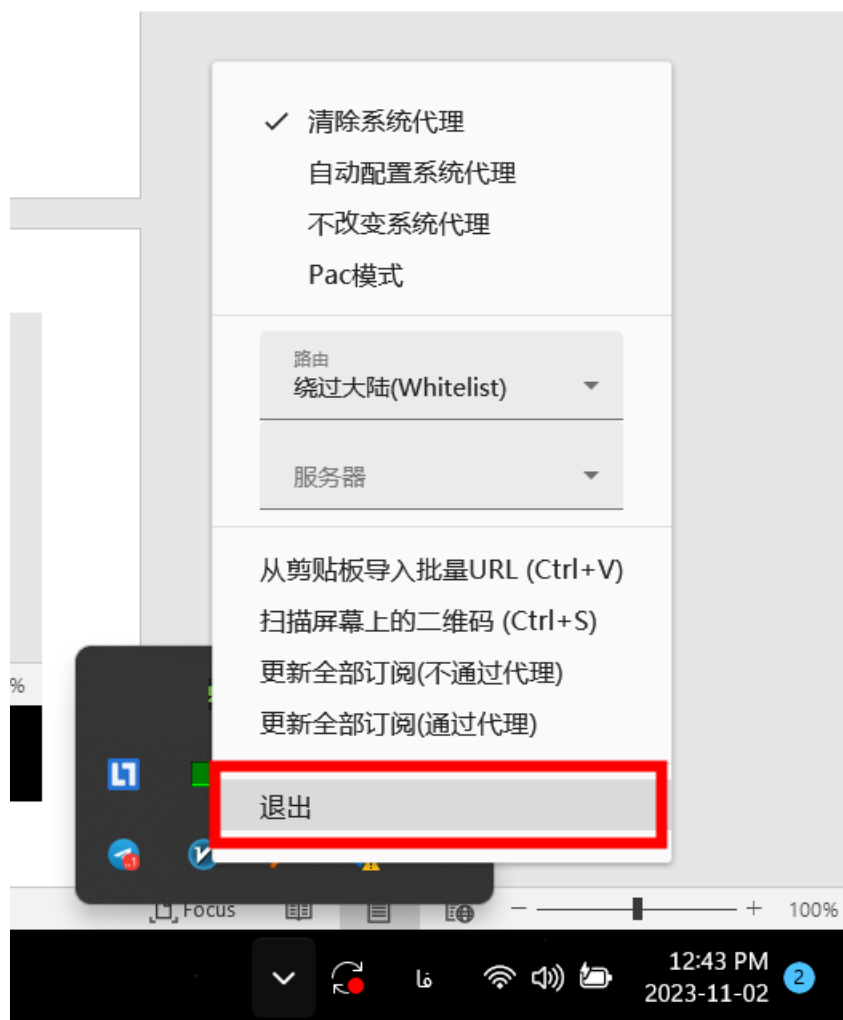 清除系统代理
自动配置系统代理
不改变系统代理
Pac模式
路由
绕过大陆(Whitelist)
服务器
从剪贴板导入批量URL (Ctrl+V)
扫描屏幕上的二维码 (Ctrl+S)
更新全部订阅(不通过代理)
更新全部订阅(通过代理)
退出
%
Focus
100%
فا
12:43 PM
2023-11-02
2